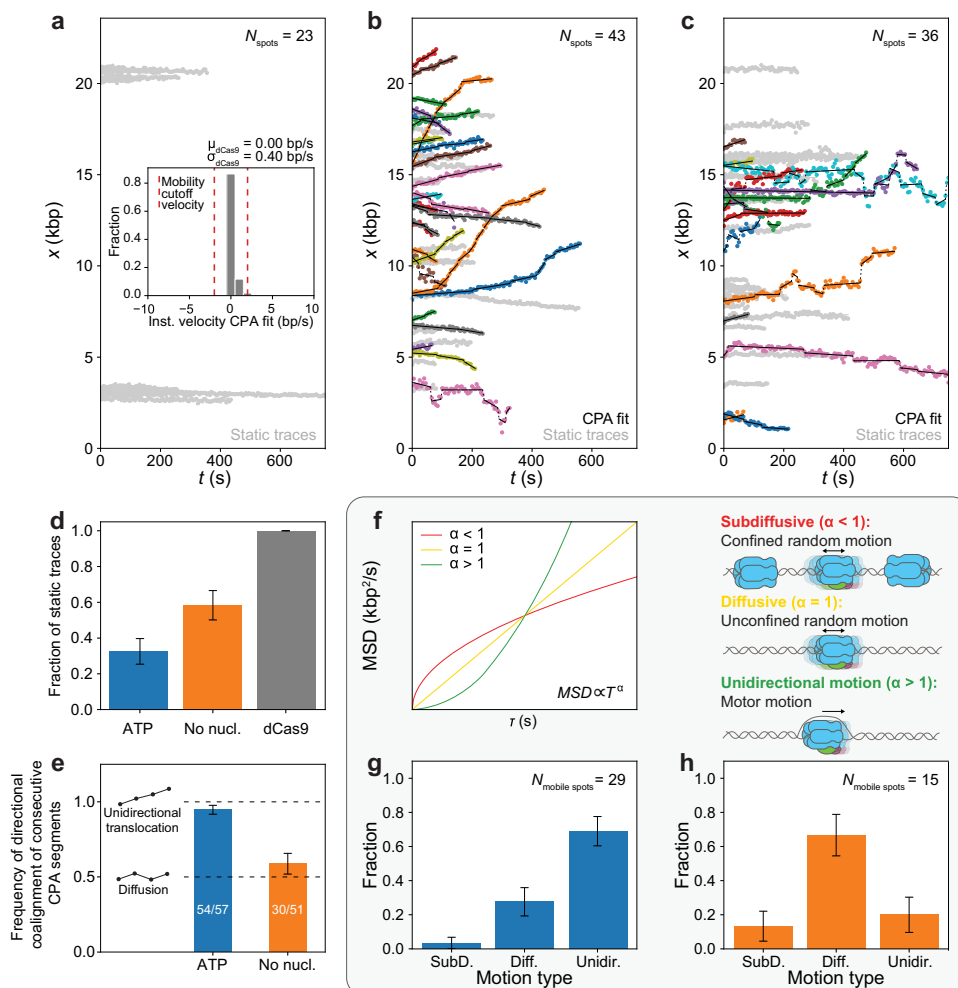 a
N_spots = 23
x (kbp)
20
15
10
5
0
μ_dCas9 = 0.00 bp/s
σ_dCas9 = 0.40 bp/s
Fraction
0.8
0.6
0.4
0.2
0.0
Mobility
cutoff
velocity
−10 −5 0 5 10
Inst. velocity CPA fit (bp/s)
Static traces
0 200 400 600
t (s)
b
N_spots = 43
x (kbp)
20
15
10
5
0
CPA fit
Static traces
0 200 400 600
t (s)
c
N_spots = 36
x (kbp)
20
15
10
5
0
CPA fit
Static traces
0 200 400 600
t (s)
d
Fraction of static traces
1.0
0.8
0.6
0.4
0.2
0.0
ATP No nucl. dCas9
e
Frequency of directional
coalignment of consecutive
CPA segments
1.0
0.5
0.0
Unidirectional
translocation
Diffusion
54/57
30/51
ATP No nucl.
f
MSD (kbp²/s)
α < 1
α = 1
α > 1
MSD∝T^α
τ (s)
Subdiffusive (α < 1):
Confined random motion
Diffusive (α = 1):
Unconfined random motion
Unidirectional motion (α > 1):
Motor motion
g
N_mobile spots = 29
Fraction
1.0
0.8
0.6
0.4
0.2
0.0
SubD. Diff. Unidir.
Motion type
h
N_mobile spots = 15
Fraction
1.0
0.8
0.6
0.4
0.2
0.0
SubD. Diff. Unidir.
Motion type